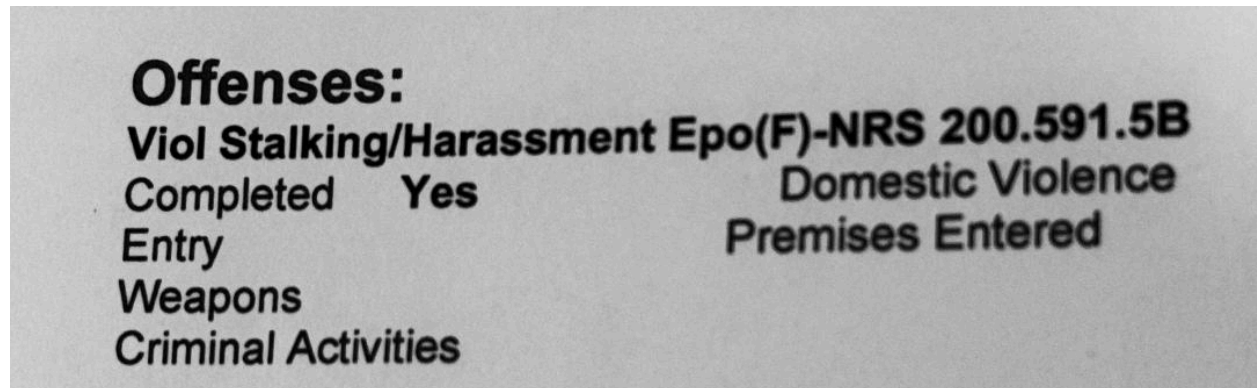 Offenses:
Viol Stalking/Harassment Epo(F)-NRS 200.591.5B
Completed Yes Domestic Violence
Entry Premises Entered
Weapons
Criminal Activities